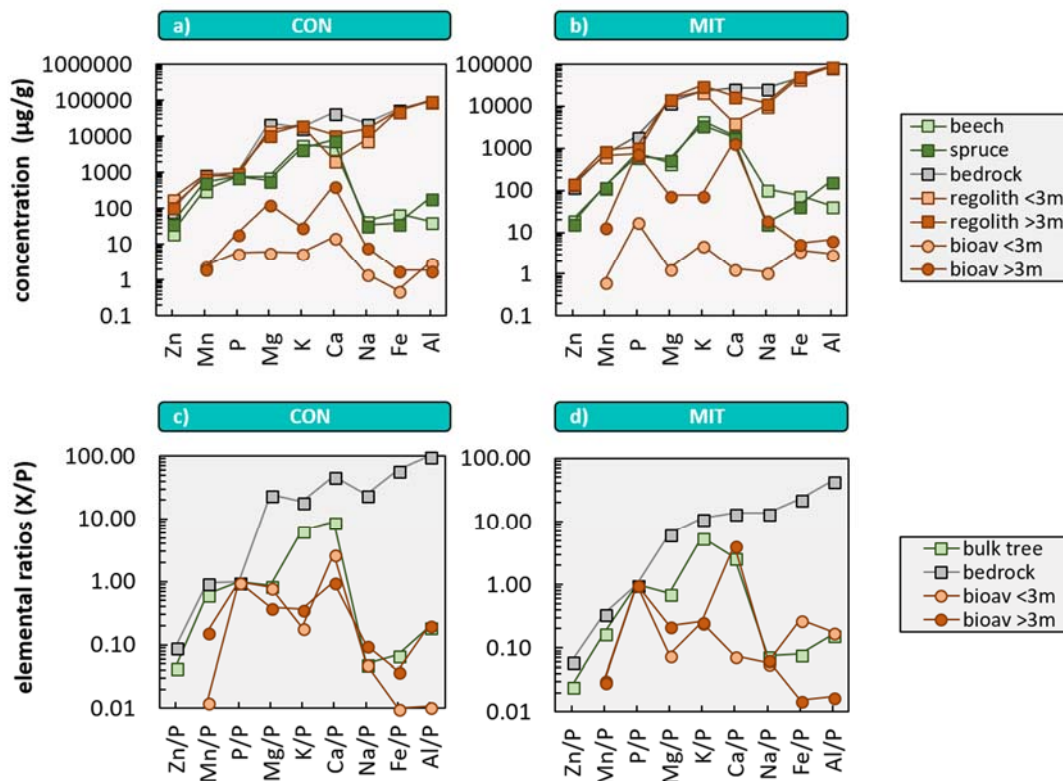 a) CON
b) MIT
concentration (µg/g)
1000000
100000
10000
1000
100
10
1
0.1
Zn
Mn
P
Mg
K
Ca
Na
Fe
Al
100000
10000
1000
100
10
1
0.1
Zn
Mn
P
Mg
K
Ca
Na
Fe
Al
beech
spruce
bedrock
regolith <3m
regolith >3m
bioav <3m
bioav >3m
c) CON
d) MIT
elemental ratios (X/P)
100.00
10.00
1.00
0.10
0.01
Zn/P
Mn/P
P/P
Mg/P
K/P
Ca/P
Na/P
Fe/P
Al/P
100.00
10.00
1.00
0.10
0.01
Zn/P
Mn/P
P/P
Mg/P
K/P
Ca/P
Na/P
Fe/P
Al/P
bulk tree
bedrock
bioav <3m
bioav >3m